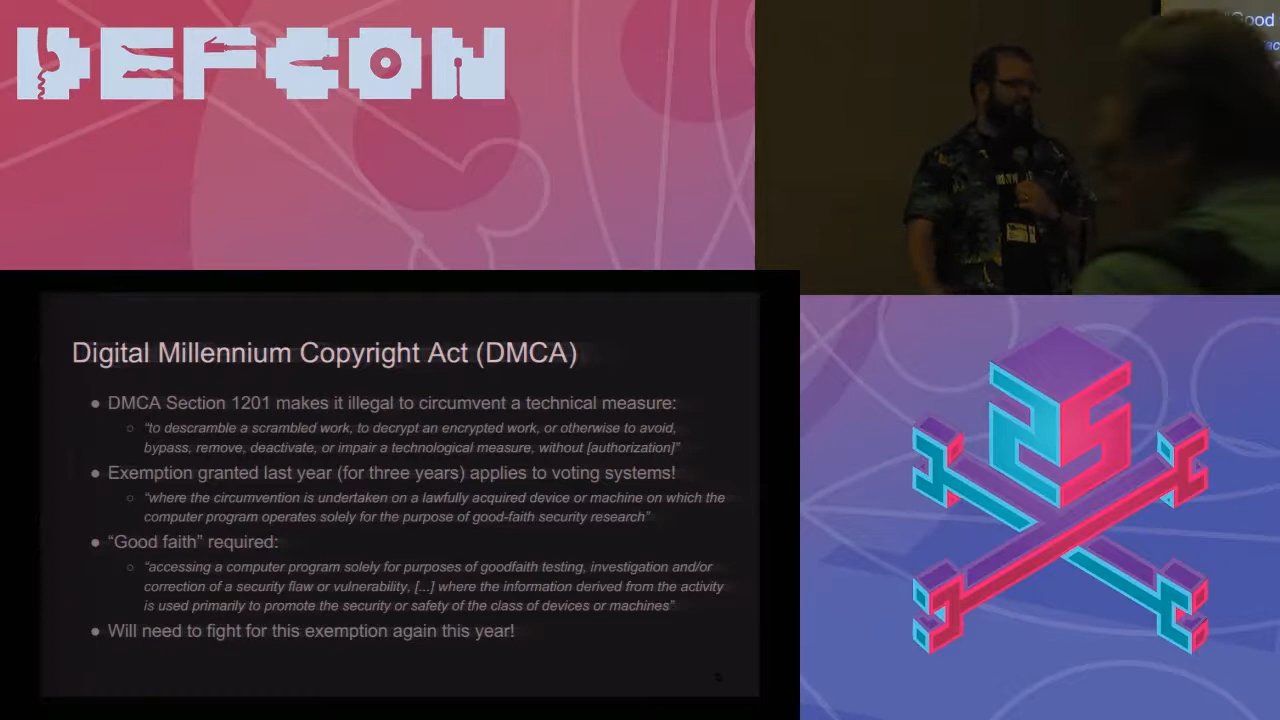 DEFCON
Good
Digital Millennium Copyright Act (DMCA)
● DMCA Section 1201 makes it illegal to circumvent a technical measure:
○ “to descramble a scrambled work, to decrypt an encrypted work, or otherwise to avoid,
bypass, remove, deactivate, or impair a technological measure, without [authorization]”
● Exemption granted last year (for three years) applies to voting systems!
○ “where the circumvention is undertaken on a lawfully acquired device or machine on which the
computer program operates solely for the purpose of good-faith security research”
● “Good faith” required:
○ “accessing a computer program solely for purposes of goodfaith testing, investigation and/or
correction of a security flaw or vulnerability, [...] where the information derived from the activity
is used primarily to promote the security or safety of the class of devices or machines”
● Will need to fight for this exemption again this year!
25